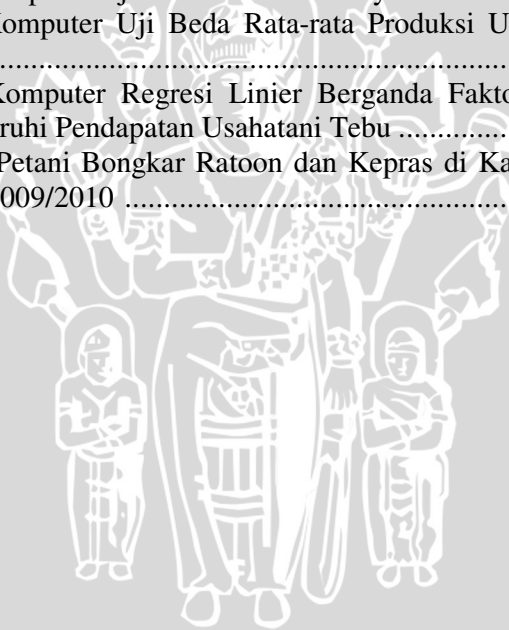 Komputer Uji Beda Rata-rata Produksi U
........................................................................
Komputer Regresi Linier Berganda Fakto
ruhi Pendapatan Usahatani Tebu ................
Petani Bongkar Ratoon dan Kepras di Ka
009/2010 ......................................................